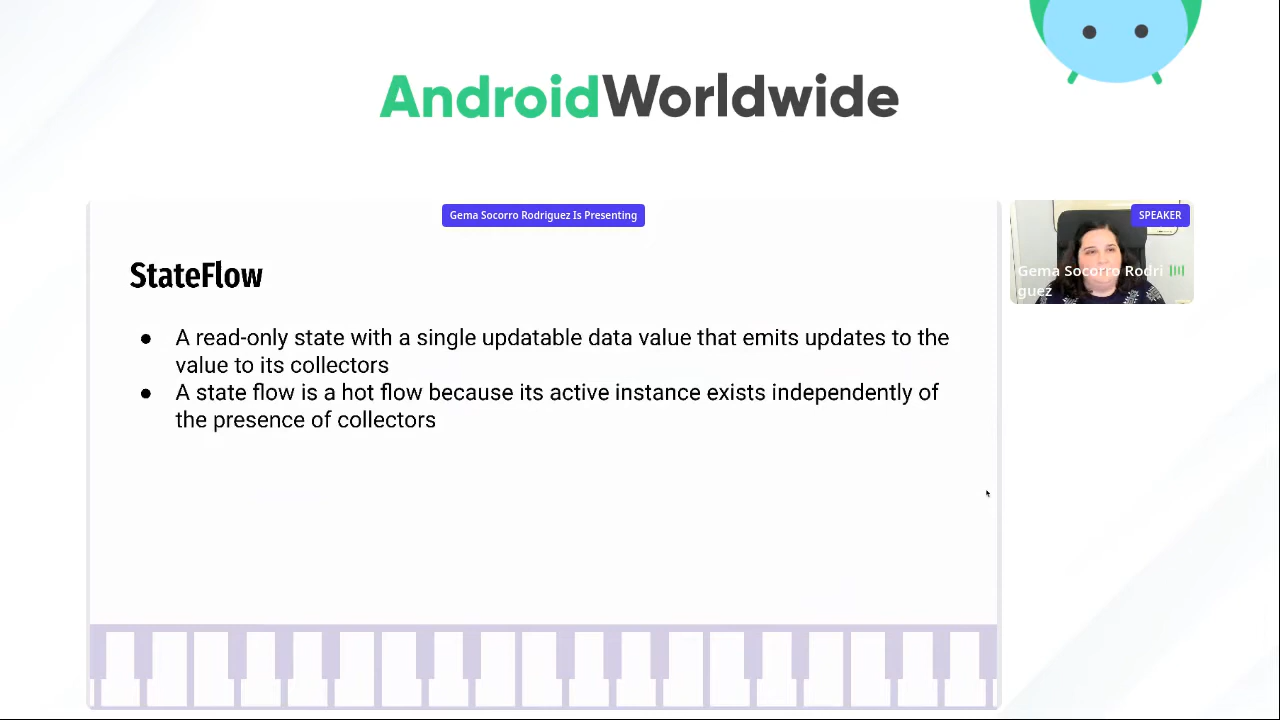 AndroidWorldwide
Gema Socorro Rodriguez Is Presenting
SPEAKER
Gema Socorro Rodri
guez
StateFlow
● A read-only state with a single updatable data value that emits updates to the
value to its collectors
● A state flow is a hot flow because its active instance exists independently of
the presence of collectors